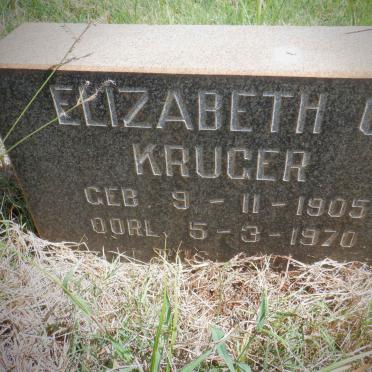 ELIZABETH
KRUGER
GEB 9-11-1905
OORL 5-3-1970